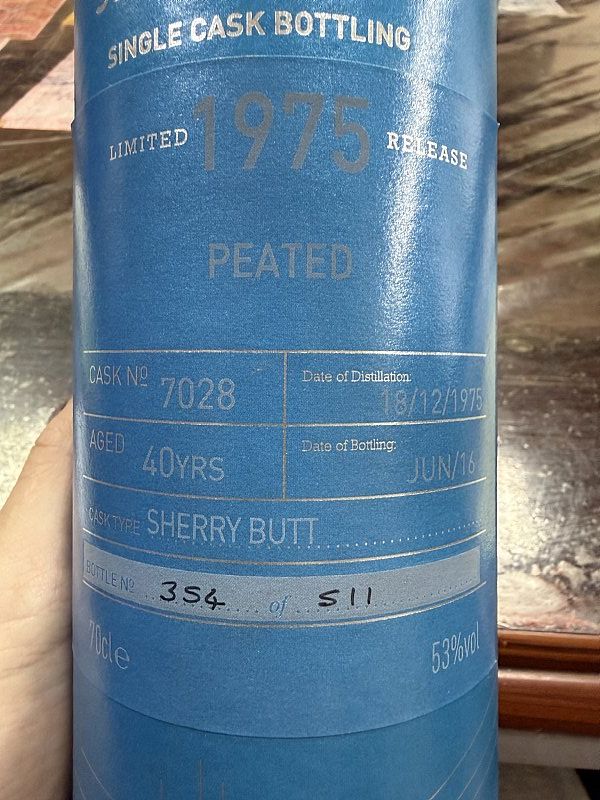 SINGLE CASK BOTTLING
LIMITED 1975 RELEASE
PEATED
CASK Nº 7028
Date of Distillation: 18/12/1975
AGED 40YRS
Date of Bottling: JUN/16
CASK TYPE SHERRY BUTT
BOTTLE Nº 354 of 511
70cl e
53%vol